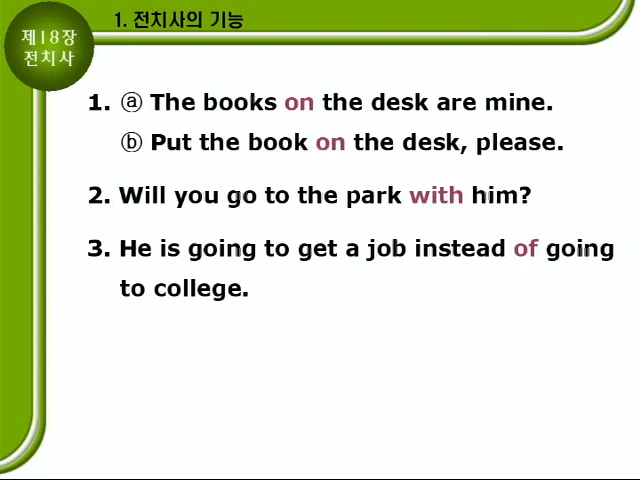 1. 전치사의 기능
제18장
전치사
1. ⓐ The books on the desk are mine.
ⓑ Put the book on the desk, please.
2. Will you go to the park with him?
3. He is going to get a job instead of going
to college.